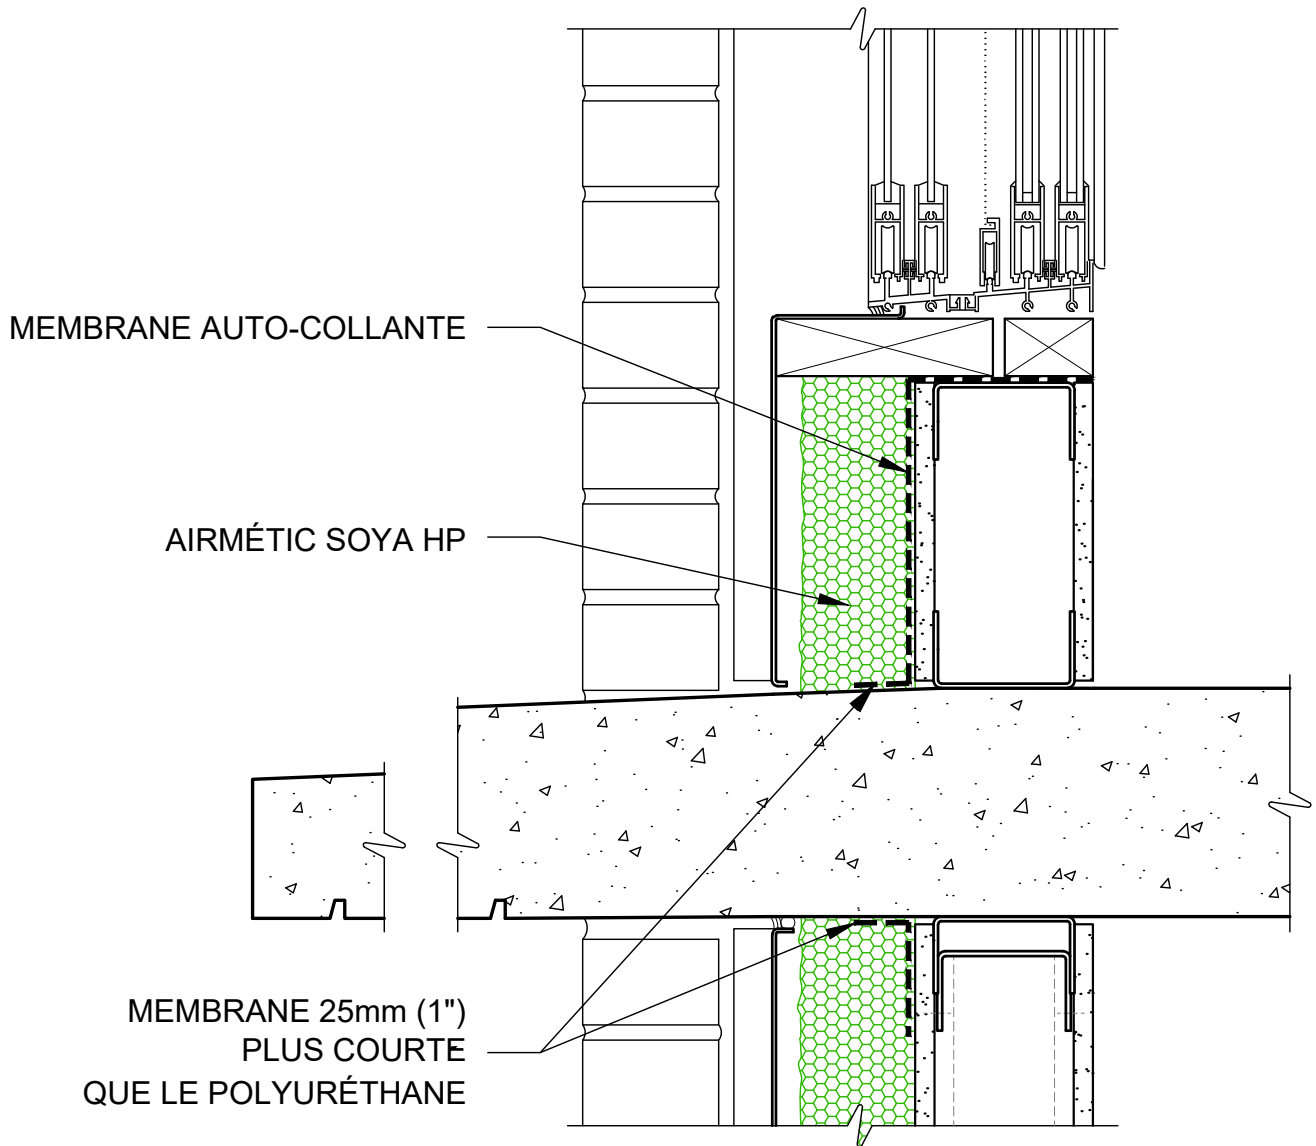 MEMBRANE AUTO-COLLANTE
AIRMÉTIC SOYA HP
MEMBRANE 25mm (1")
PLUS COURTE
QUE LE POLYURÉTHANE